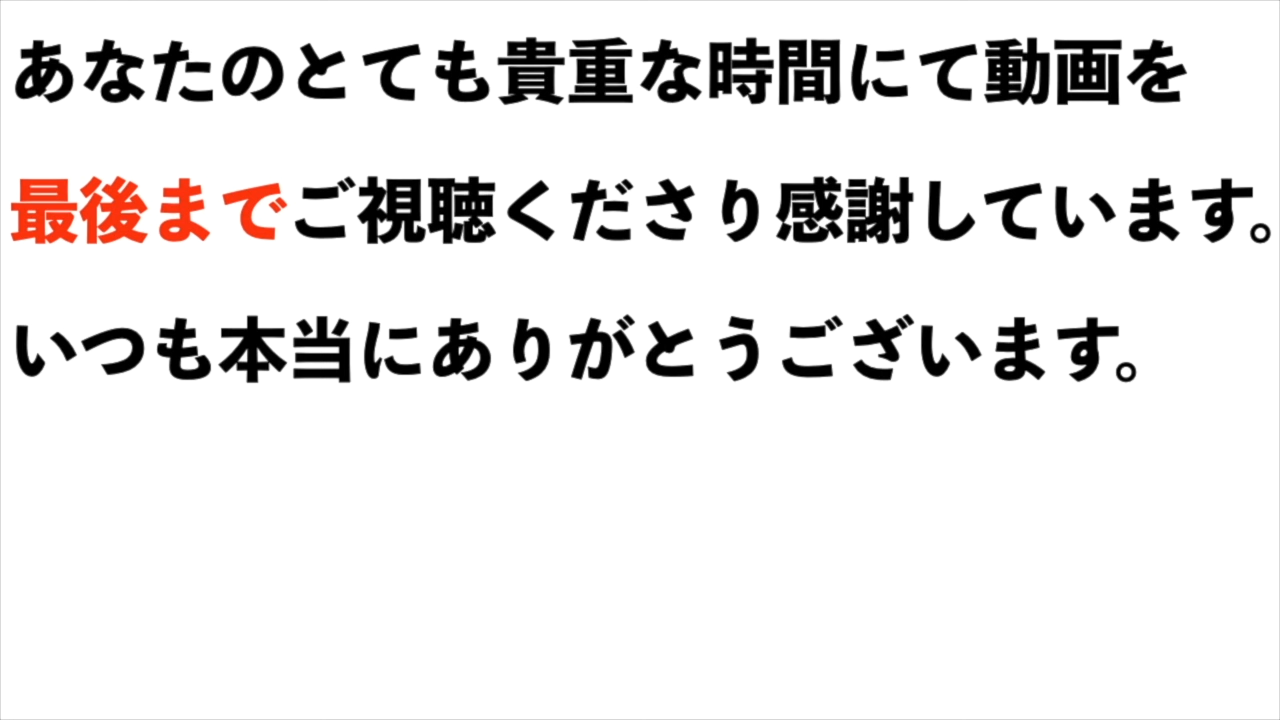 あなたのとても貴重な時間にて動画を
最後までご視聴くださり感謝しています。
いつも本当にありがとうございます。